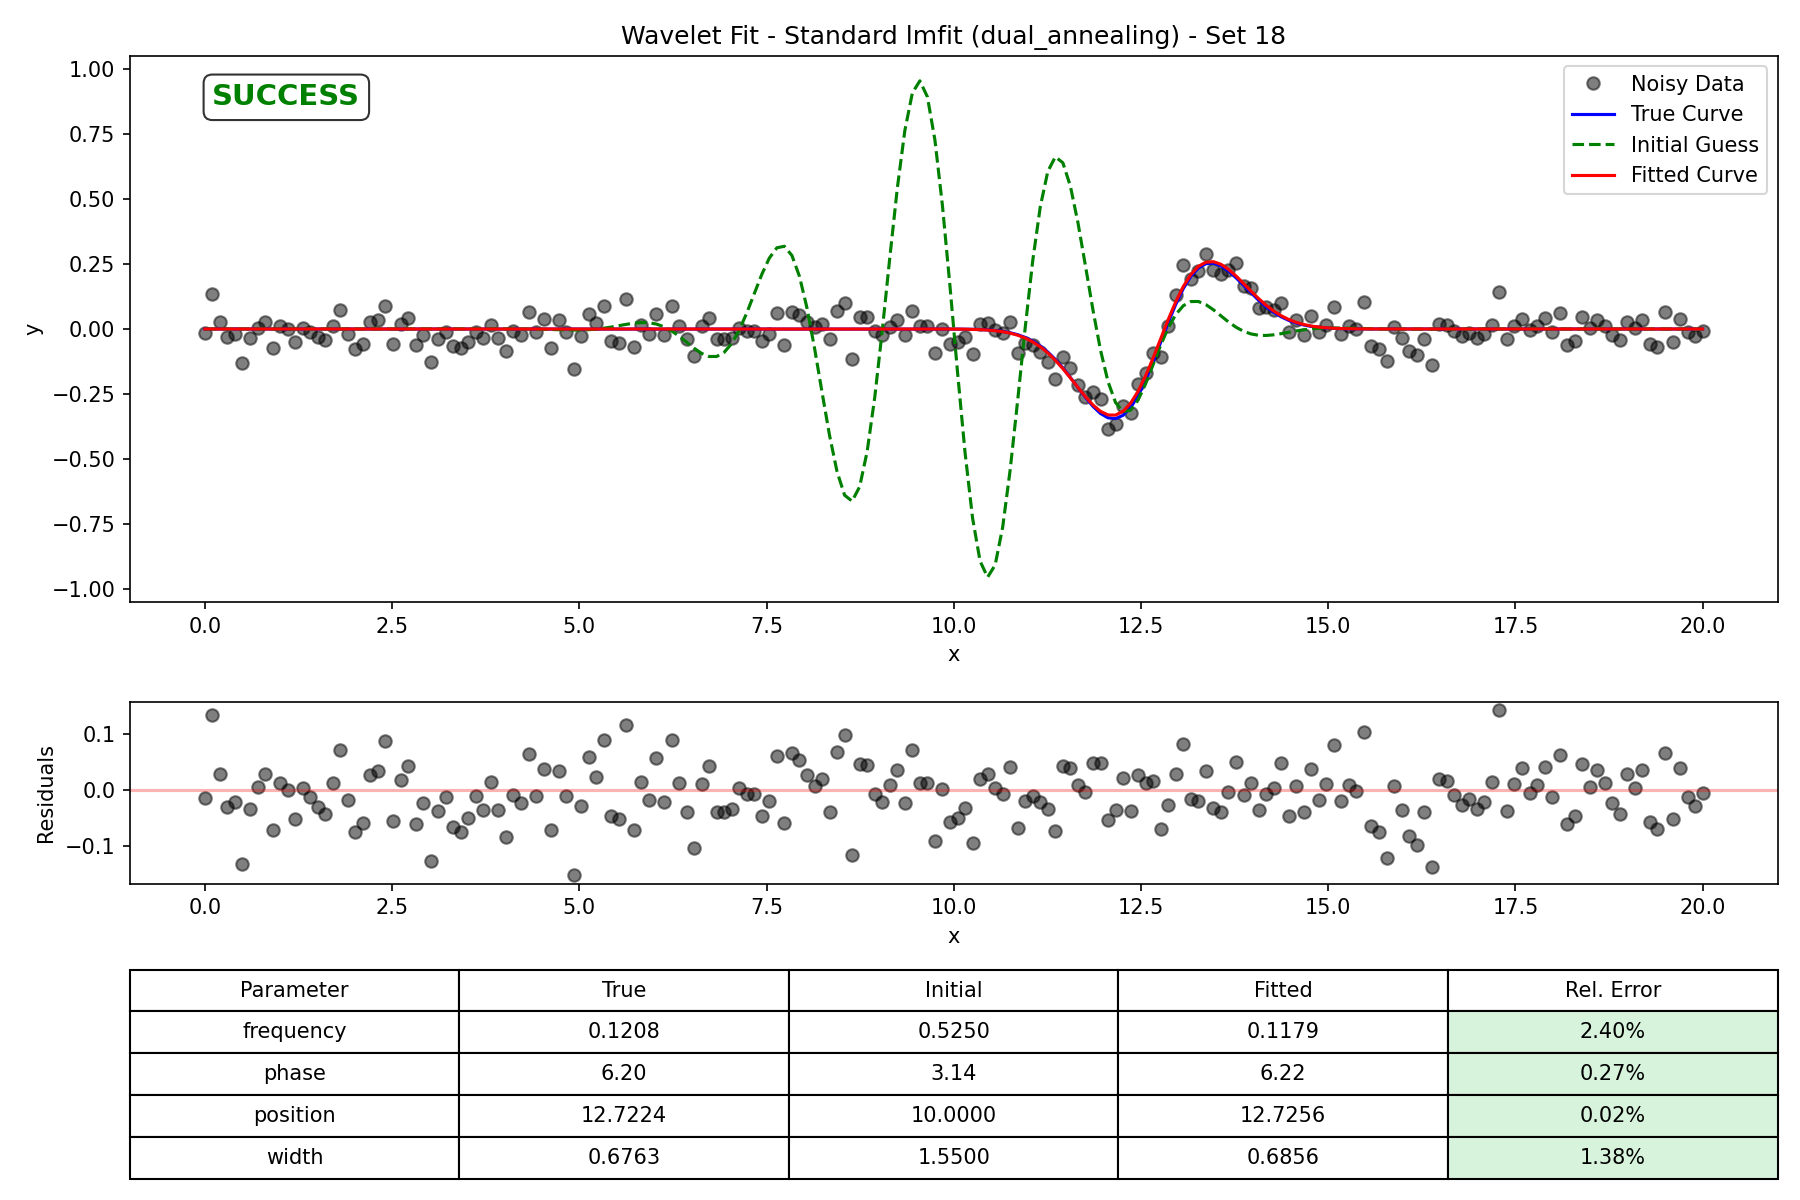 Wavelet Fit - Standard lmfit (dual_annealing) - Set 18
SUCCESS
Noisy Data
True Curve
Initial Guess
Fitted Curve
1.00
0.75
0.50
0.25
0.00
−0.25
−0.50
−0.75
−1.00
y
0.0 2.5 5.0 7.5 10.0 12.5 15.0 17.5 20.0
x
0.1
0.0
−0.1
Residuals
0.0 2.5 5.0 7.5 10.0 12.5 15.0 17.5 20.0
x
Parameter True Initial Fitted Rel. Error
frequency 0.1208 0.5250 0.1179 2.40%
phase 6.20 3.14 6.22 0.27%
position 12.7224 10.0000 12.7256 0.02%
width 0.6763 1.5500 0.6856 1.38%